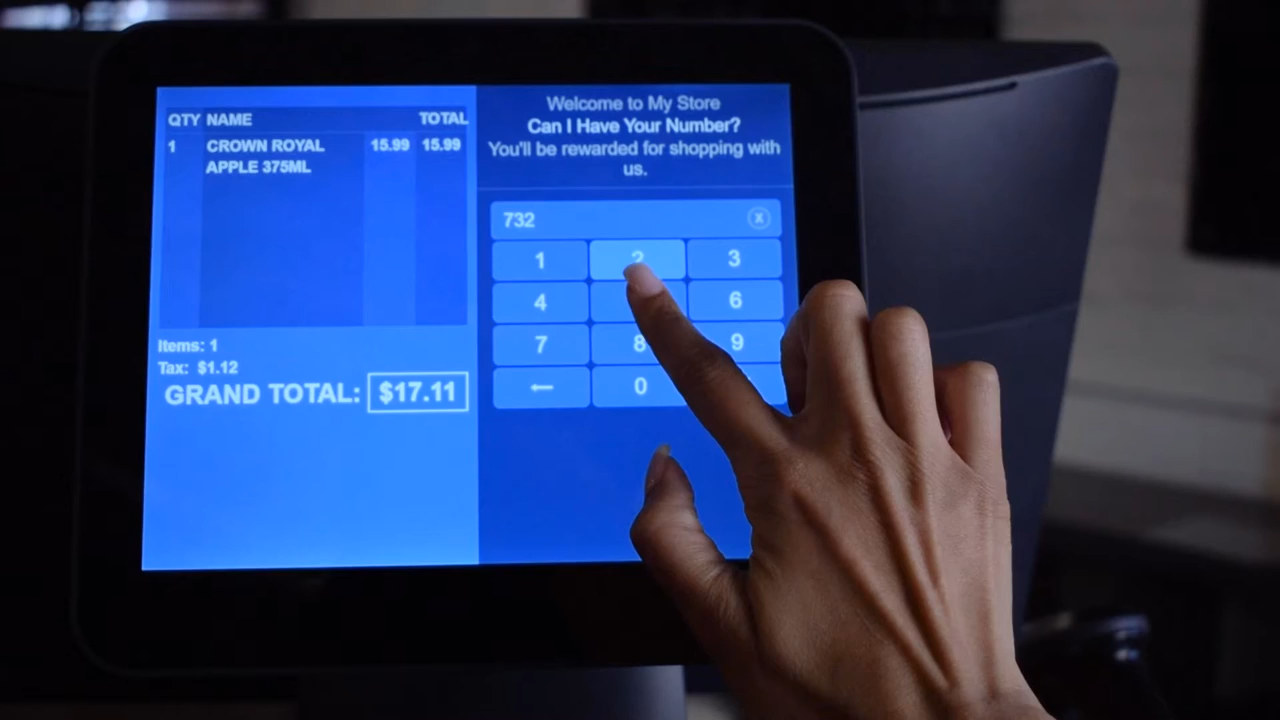 QTY NAME TOTAL
1 CROWN ROYAL 15.99 15.99
APPLE 375ML
Items: 1
Tax: $1.12
GRAND TOTAL: $17.11
Welcome to My Store
Can I Have Your Number?
You'll be rewarded for shopping with
us.
732 X
1 2 3
4 6
7 8 9
← 0